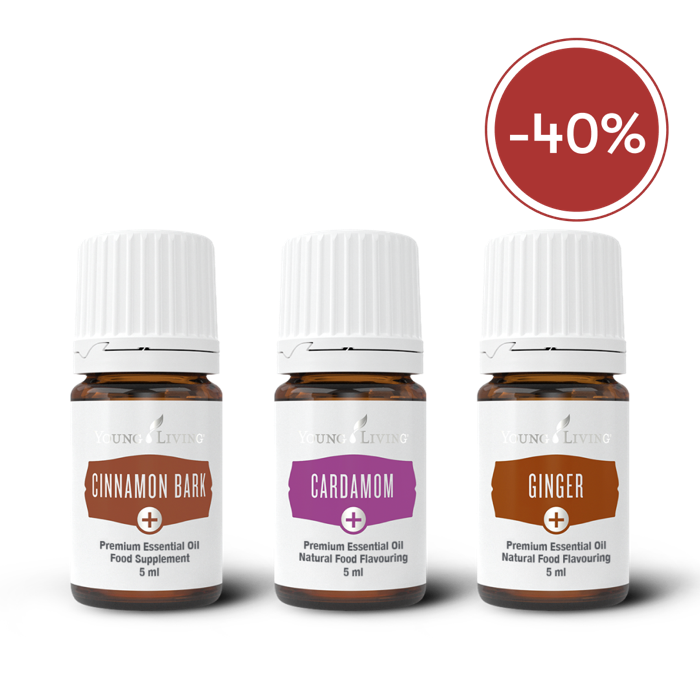 -40%
YOUNG LIVING
CINNAMON BARK
+
Premium Essential Oil
Food Supplement
5 ml
YOUNG LIVING
CARDAMOM
+
Premium Essential Oil
Natural Food Flavouring
5 ml
YOUNG LIVING
GINGER
+
Premium Essential Oil
Natural Food Flavouring
5 ml